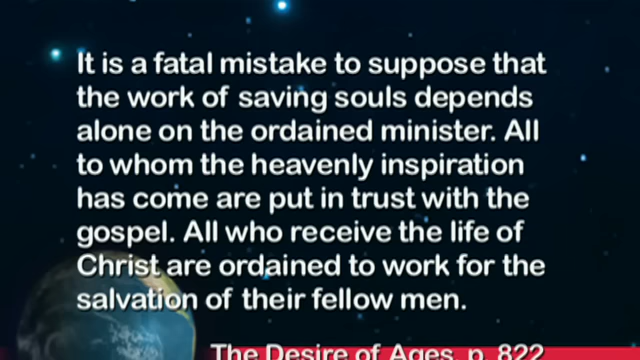 It is a fatal mistake to suppose that
the work of saving souls depends
alone on the ordained minister. All
to whom the heavenly inspiration
has come are put in trust with the
gospel. All who receive the life of
Christ are ordained to work for the
salvation of their fellow men.
The Desire of Ages, p. 822